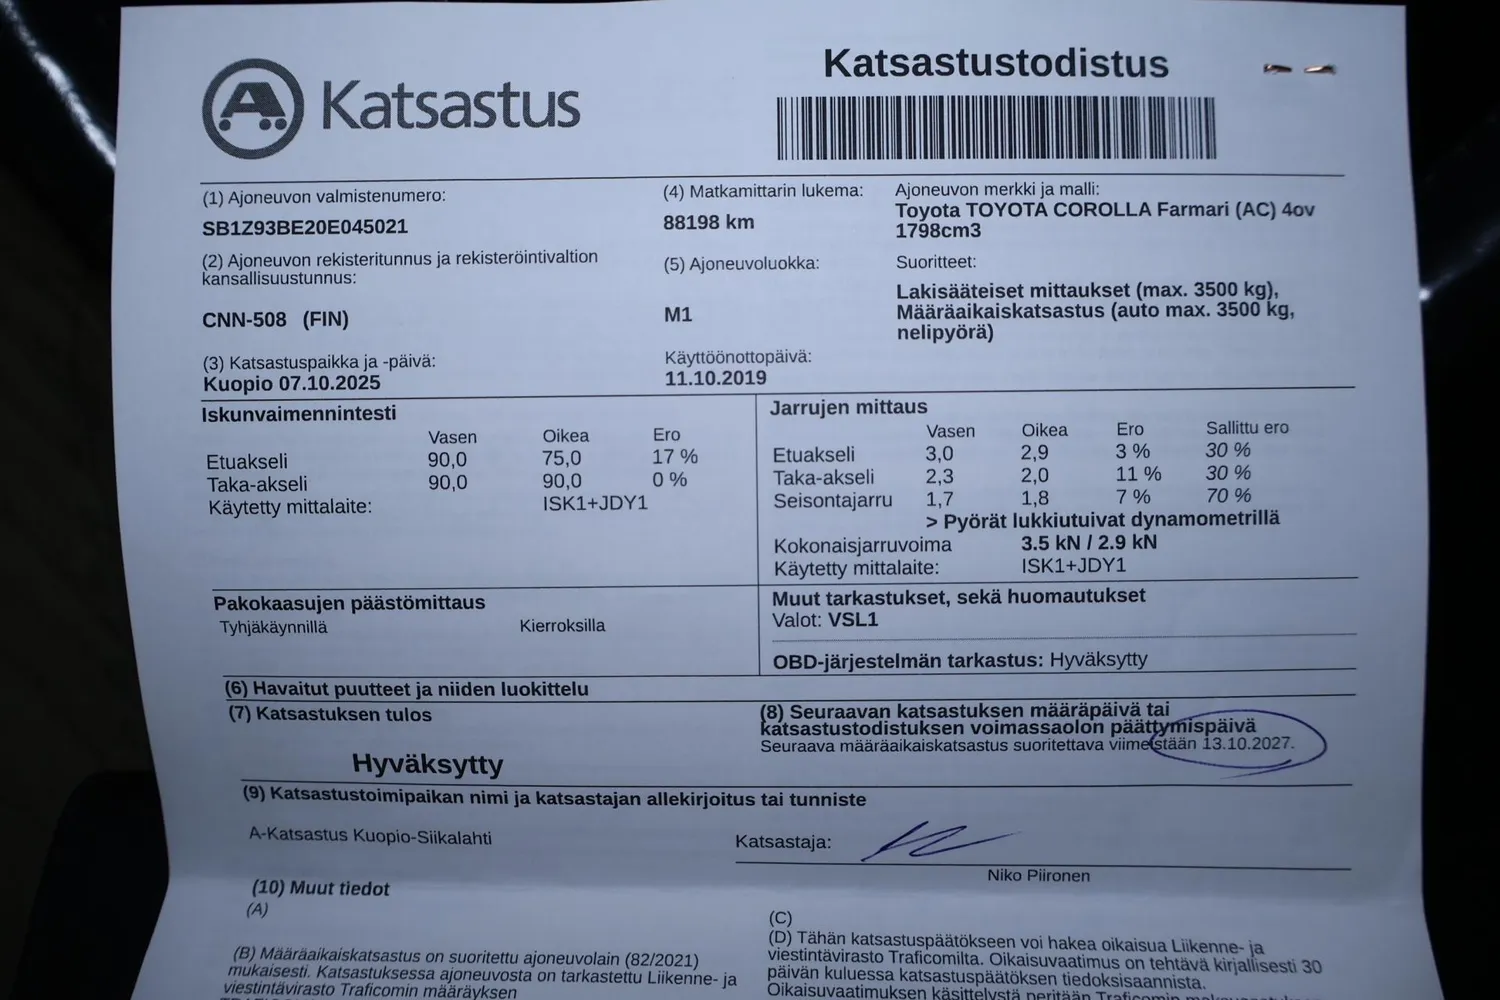 A Katsastus
Katsastustodistus
(1) Ajoneuvon valmistenumero:
SB1Z93BE20E045021
(4) Matkamittarin lukema:
88198 km
Ajoneuvon merkki ja malli:
Toyota TOYOTA COROLLA Farmari (AC) 4ov
1798cm3
(2) Ajoneuvon rekisteritunnus ja rekisteröintivaltion
kansallisuustunnus:
CNN-508 (FIN)
(5) Ajoneuvoluokka:
M1
Suoritteet:
Lakisääteiset mittaukset (max. 3500 kg),
Määräaikaiskatsastus (auto max. 3500 kg,
nelipyörä)
(3) Katsastuspaikka ja -päivä:
Kuopio 07.10.2025
Käyttöönottopäivä:
11.10.2019
Iskunvaimennintesti
Vasen Oikea Ero
Etuakseli 90,0 75,0 17 %
Taka-akseli 90,0 90,0 0 %
Käytetty mittalaite: ISK1+JDY1
Jarrujen mittaus
Vasen Oikea Ero Sallittu ero
Etuakseli 3,0 2,9 3 % 30 %
Taka-akseli 2,3 2,0 11 % 30 %
Seisontajarru 1,7 1,8 7 % 70 %
> Pyörät lukkiutuivat dynamometrillä
Kokonaisjarruvoima 3.5 kN / 2.9 kN
Käytetty mittalaite: ISK1+JDY1
Pakokaasujen päästömittaus
Tyhjäkäynnillä Kierroksilla
Muut tarkastukset, sekä huomautukset
Valot: VSL1
OBD-järjestelmän tarkastus: Hyväksytty
(6) Havaitut puutteet ja niiden luokittelu
(7) Katsastuksen tulos
Hyväksytty
(8) Seuraavan katsastuksen määräpäivä tai
katsastustodistuksen voimassaolon päättymispäivä
Seuraava määräaikaiskatsastus suoritettava viimeistään 13.10.2027.
(9) Katsastustoimipaikan nimi ja katsastajan allekirjoitus tai tunniste
A-Katsastus Kuopio-Siikalahti
Katsastaja:
Niko Piironen
(10) Muut tiedot
(A)
(B) Määräaikaiskatsastus on suoritettu ajoneuvolain (82/2021)
mukaisesti. Katsastuksessa ajoneuvosta on tarkastettu Liikenne- ja
viestintävirasto Traficomin määräyksen
(C)
(D) Tähän katsastuspäätökseen voi hakea oikaisua Liikenne- ja
viestintävirasto Traficomilta. Oikaisuvaatimus on tehtävä kirjallisesti 30
päivän kuluessa katsastuspäätöksen tiedoksisaannista.
Oikaisuvaatimuksen käsittelystä peritään Traficomin